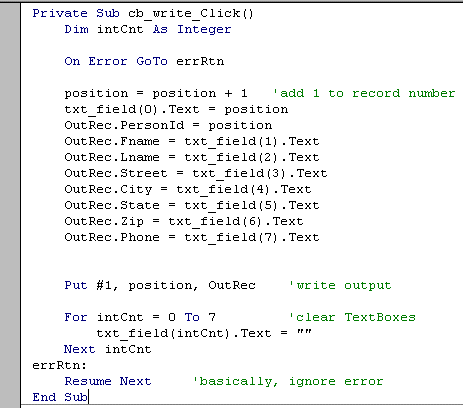 Private Sub cb_write_Click()
    Dim intCnt As Integer

    On Error GoTo errRtn

    position = position + 1   'add 1 to record number
    txt_field(0).Text = position
    OutRec.PersonId = position
    OutRec.Fname = txt_field(1).Text
    OutRec.Lname = txt_field(2).Text
    OutRec.Street = txt_field(3).Text
    OutRec.City = txt_field(4).Text
    OutRec.State = txt_field(5).Text
    OutRec.Zip = txt_field(6).Text
    OutRec.Phone = txt_field(7).Text


    Put #1, position, OutRec    'write output

    For intCnt = 0 To 7         'clear TextBoxes
        txt_field(intCnt).Text = ""
    Next intCnt
errRtn:
    Resume Next     'basically, ignore error
End Sub